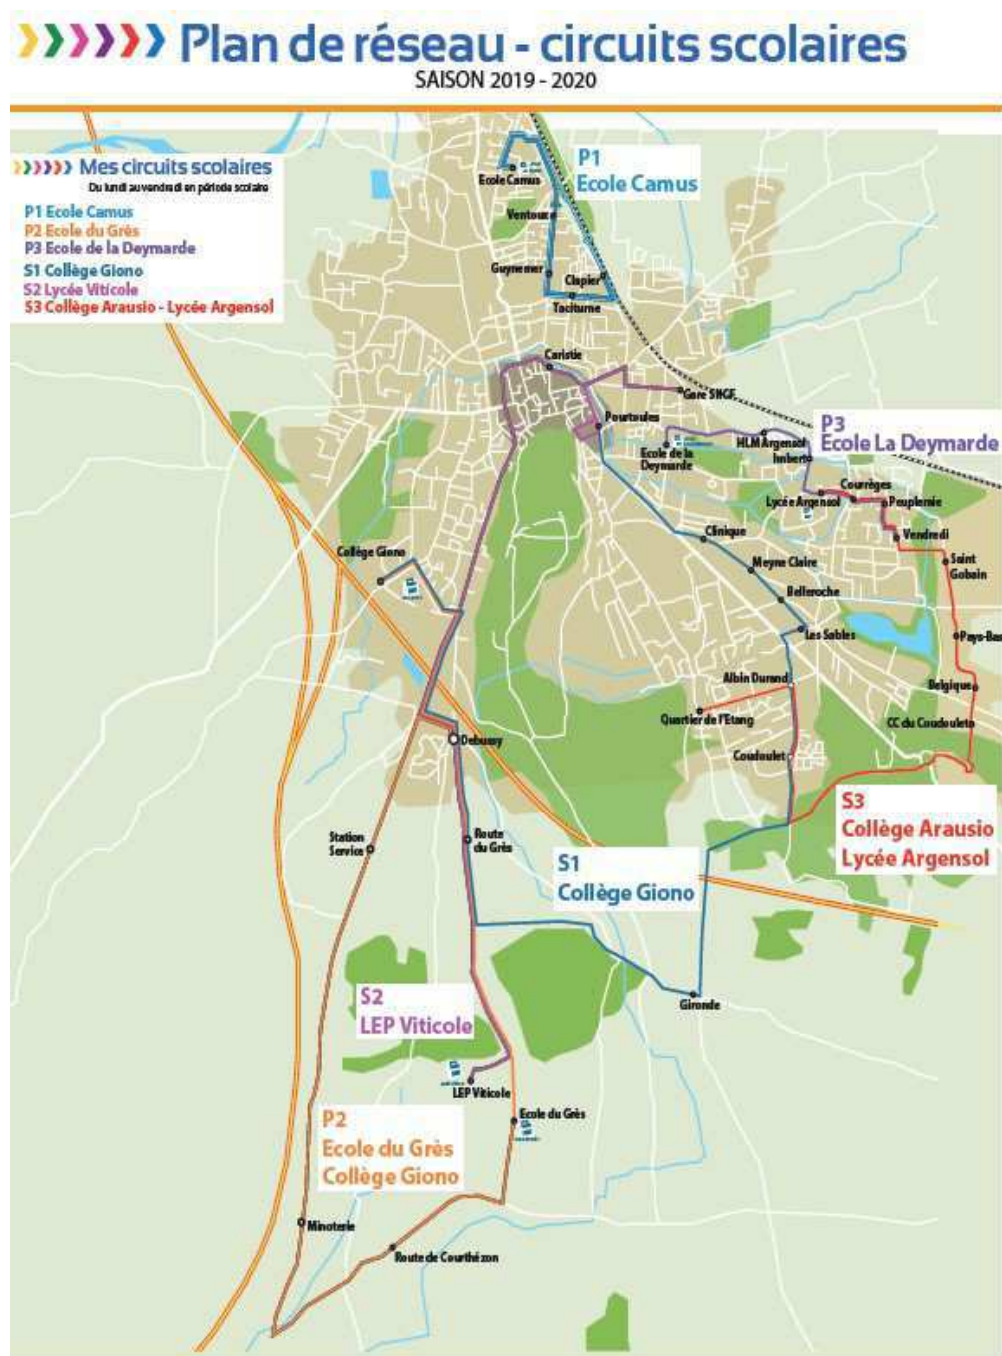 Plan de réseau - circuits scolaires
SAISON 2019 - 2020
Mes circuits scolaires
Du lundi au vendredi en période scolaire
P1 Ecole Camus
P2 Ecole du Grès
P3 Ecole de la Deymarde
S1 Collège Giono
S2 Lycée Viticole
S3 Collège Arausio - Lycée Argensol
P1
Ecole Camus
Ecole Camus
Ventoux
Guynemer
Clapier
Taciturne
Caristie
Gare SNCF
Pourtoules
P3
Ecole La Deymarde
HLM Argensol
Imbert
Ecole de la
Deymarde
Courrèges
Lycée Argensol
Peupleraie
Vendredi
Clinique
Saint
Gobain
Collège Giono
Meyne Claire
Belleroche
Les Sables
Pays-Bas
Albin Durand
Belgique
Quartier de l'Etang
CC du Coudoulet
Debussy
Coudoulet
S3
Collège Arausio
Lycée Argensol
Station
Service
Route
du Grès
S1
Collège Giono
S2
LEP Viticole
Gironde
LEP Viticole
Ecole du Grès
P2
Ecole du Grès
Collège Giono
Minoterie
Route de Courthézon